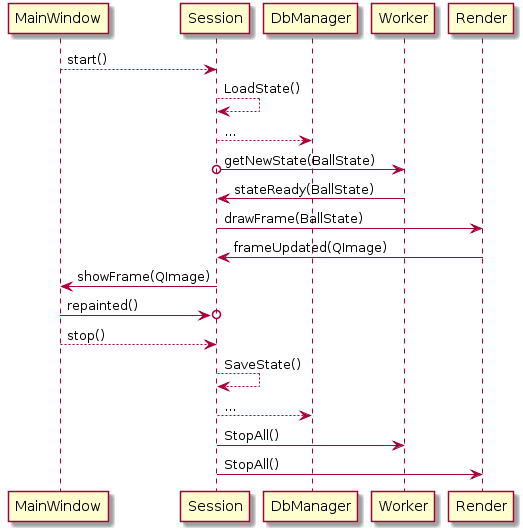 MainWindow Session DbManager Worker Render
start()
LoadState()
...
getNewState(BallState)
stateReady(BallState)
drawFrame(BallState)
frameUpdated(QImage)
showFrame(QImage)
repainted()
stop()
SaveState()
...
StopAll()
StopAll()
MainWindow Session DbManager Worker Render